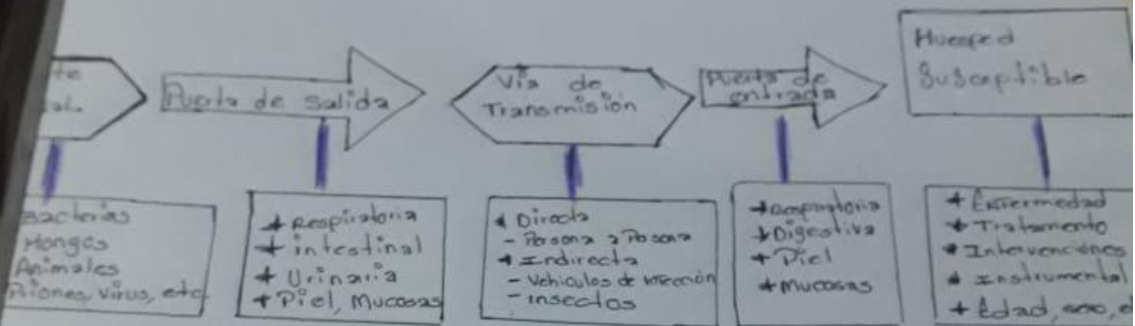 Puerta de Salida
Vía de
Transmisión
Puerta de
entrada
Huesped
Susceptible
Bacterias
Hongos
Animales
Priones, virus, etc.
+ Respiratoria
+ intestinal
+ Urinaria
+ Piel, Mucosas
+ Directa
- Persona a Persona
+ Indirecta
- Vehiculos de infección
- insectos
+ Respiratoria
+ Digestiva
+ Piel
+ Mucosas
+ Enfermedad
+ Tratamiento
+ Intervenciones
+ Instrumental
+ Edad, sexo,